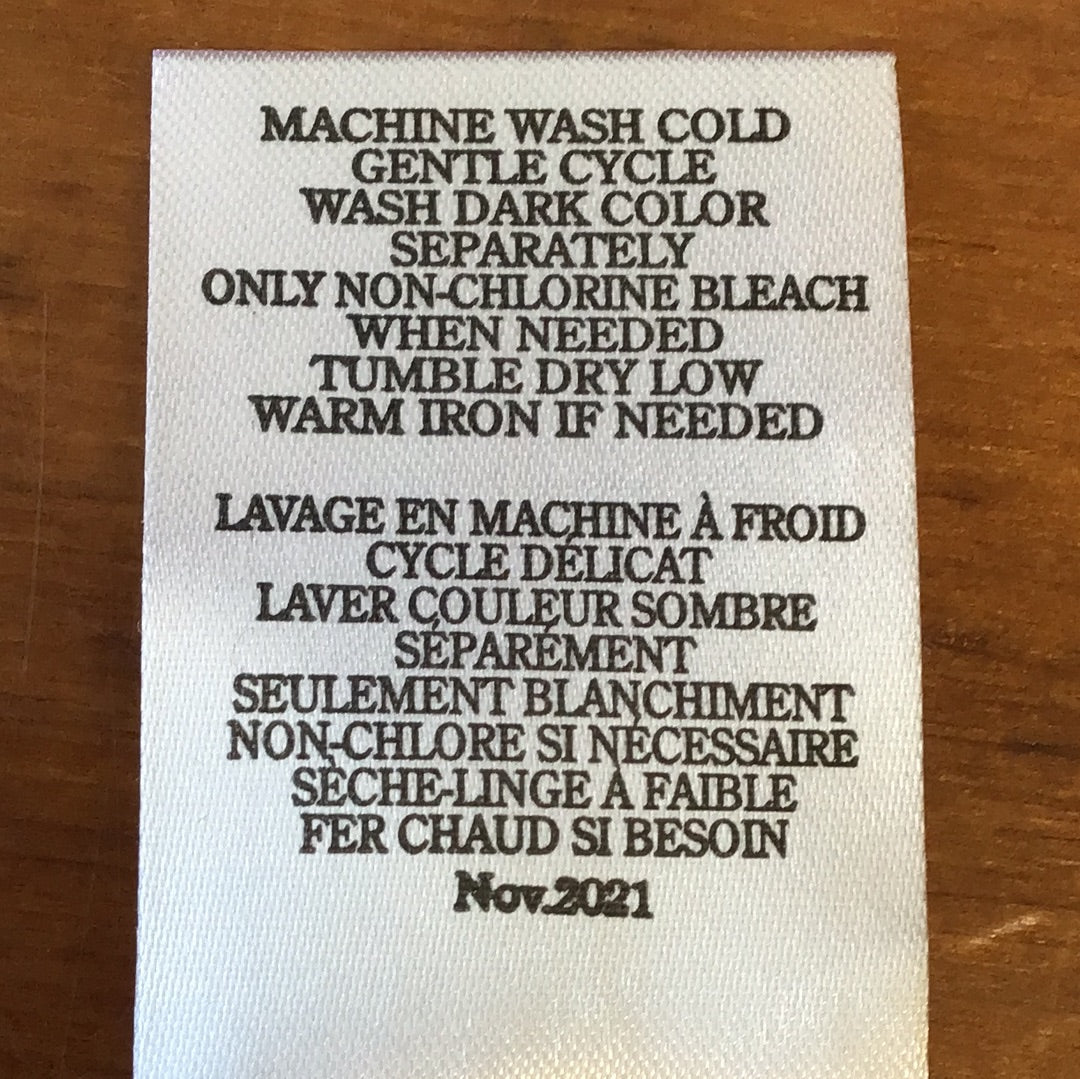 MACHINE WASH COLD
GENTLE CYCLE
WASH DARK COLOR
SEPARATELY
ONLY NON-CHLORINE BLEACH
WHEN NEEDED
TUMBLE DRY LOW
WARM IRON IF NEEDED
LAVAGE EN MACHINE À FROID
CYCLE DÉLICAT
LAVER COULEUR SOMBRE
SÉPARÉMENT
SEULEMENT BLANCHIMENT
NON-CHLORE SI NÉCESSAIRE
SÈCHE-LINGE À FAIBLE
FER CHAUD SI BESOIN
Nov.2021